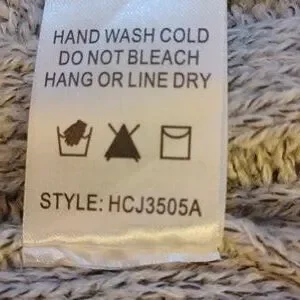 HAND WASH COLD
DO NOT BLEACH
HANG OR LINE DRY
STYLE: HCJ3505A